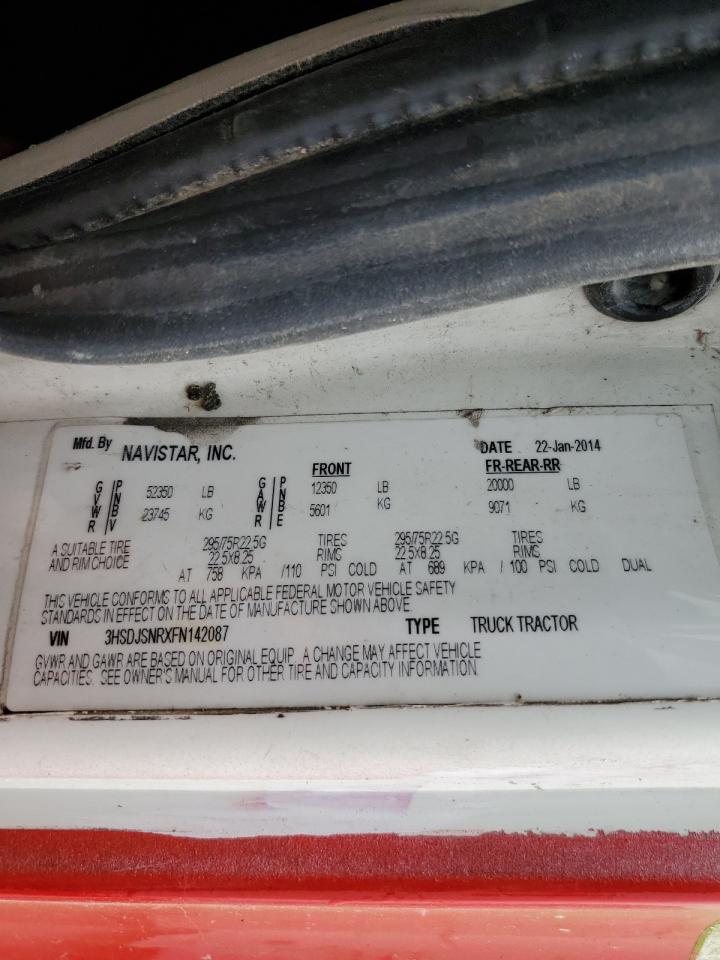 Mfd. By NAVISTAR, INC. DATE 22-Jan-2014
FRONT FR-REAR-RR
GVWR PNBV 52350 LB GAWR PNBE 12350 LB 20000 LB
23745 KG 5601 KG 9071 KG
A SUITABLE TIRE 295/75R22.5G TIRES 295/75R22.5G TIRES
AND RIM CHOICE 22.5X8.25 RIMS 22.5X8.25 RIMS
AT 758 KPA /110 PSI COLD AT 689 KPA / 100 PSI COLD DUAL
THIS VEHICLE CONFORMS TO ALL APPLICABLE FEDERAL MOTOR VEHICLE SAFETY
STANDARDS IN EFFECT ON THE DATE OF MANUFACTURE SHOWN ABOVE
VIN 3HSDJSNRXFN142087 TYPE TRUCK TRACTOR
GVWR AND GAWR ARE BASED ON ORIGINAL EQUIP. A CHANGE MAY AFFECT VEHICLE
CAPACITIES. SEE OWNER'S MANUAL FOR OTHER TIRE AND CAPACITY INFORMATION.